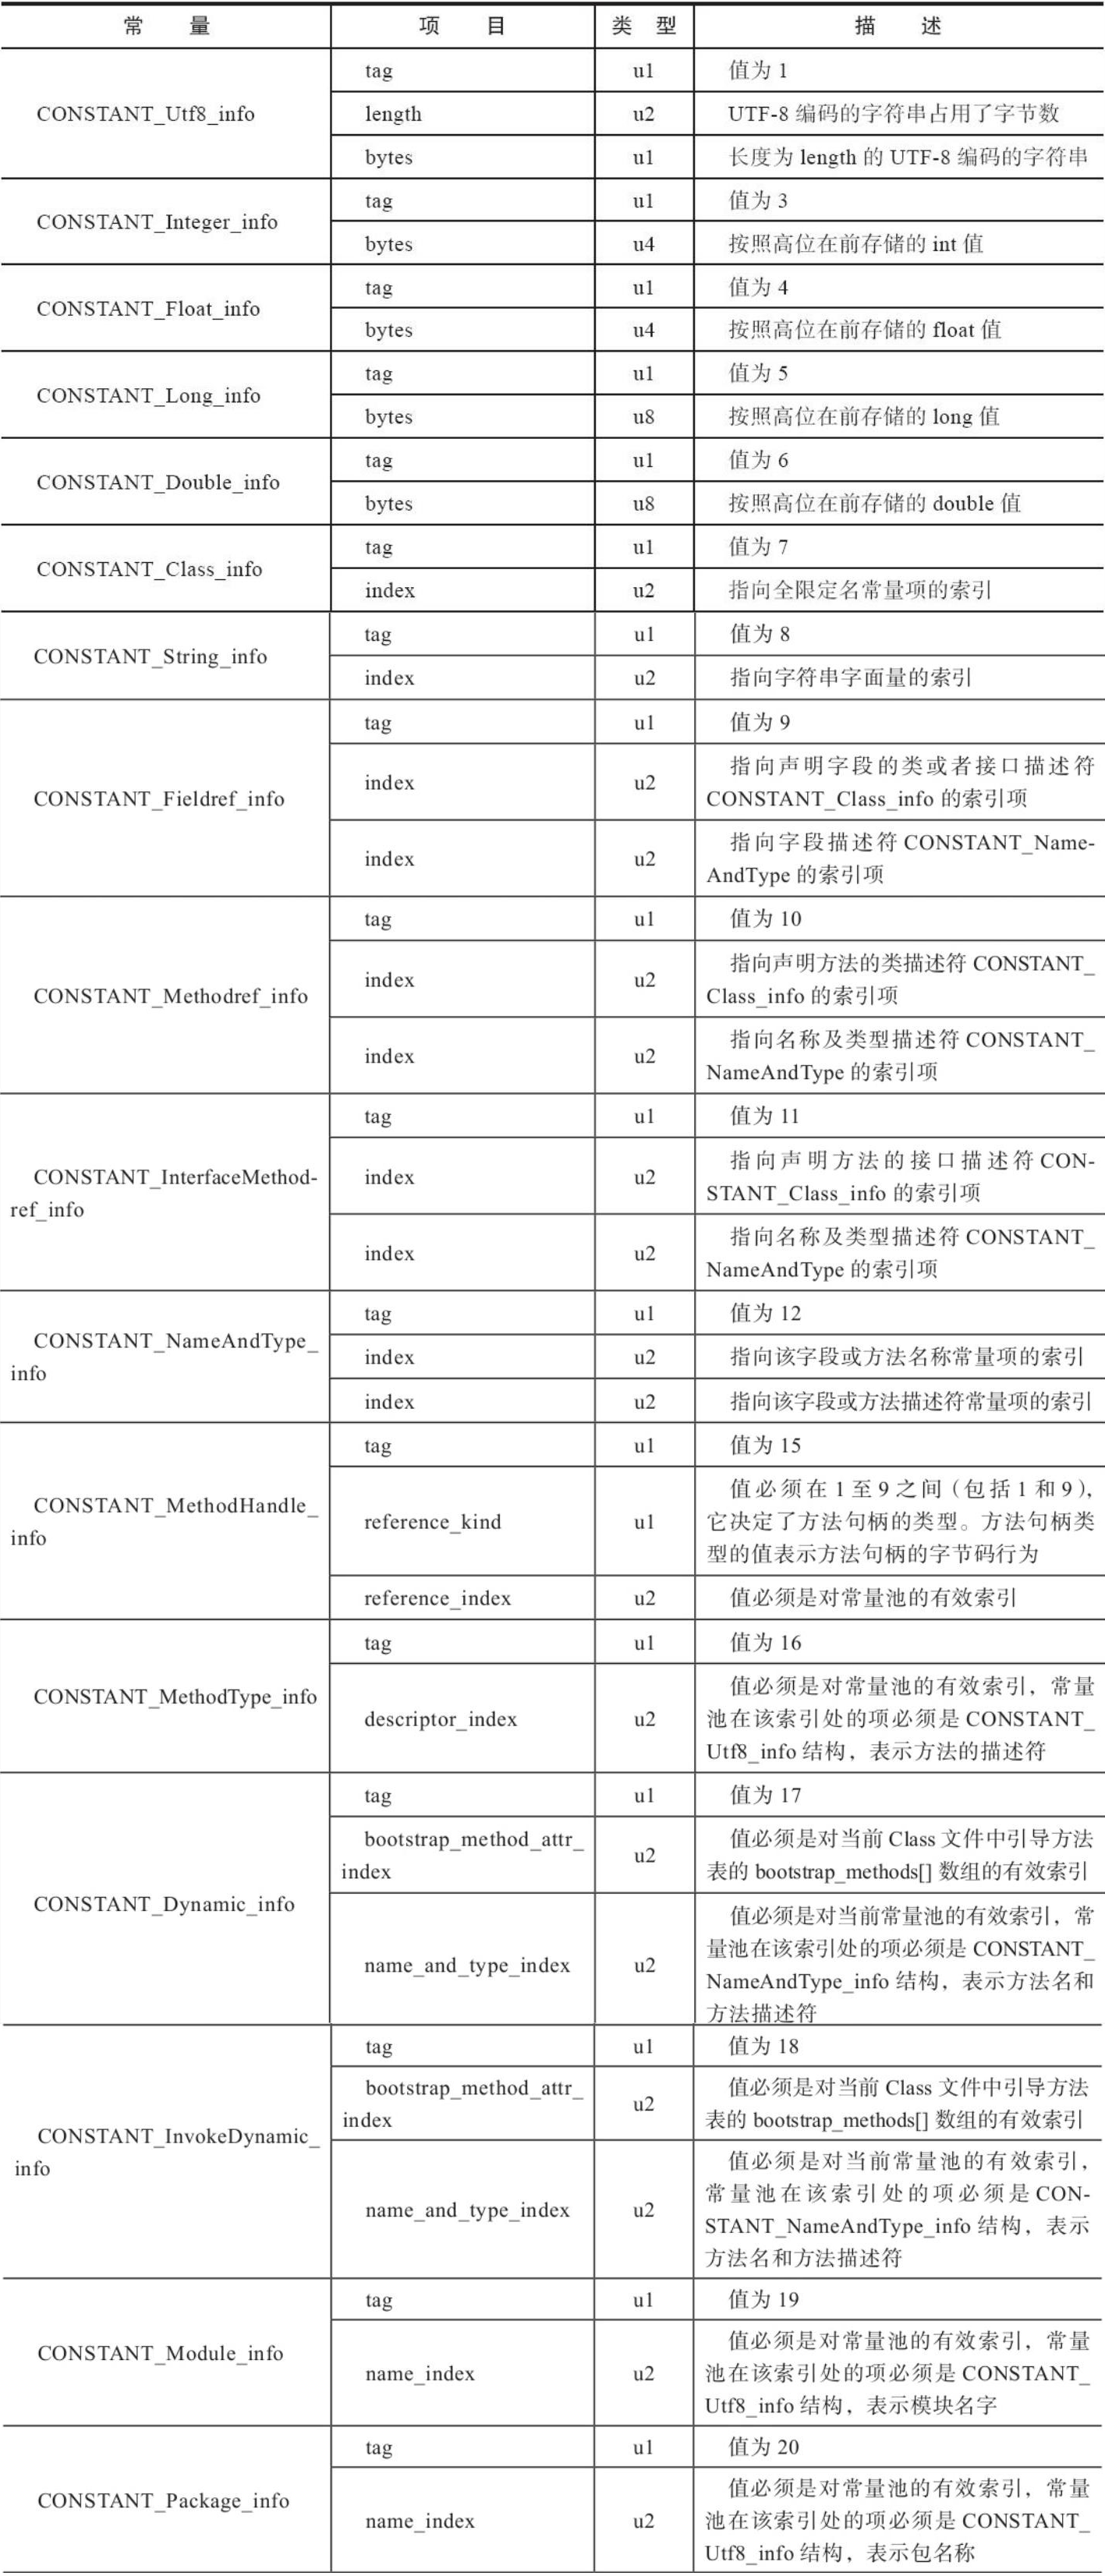 常 量 项 目 类 型 描 述
CONSTANT_Utf8_info
tag u1 值为 1
length u2 UTF-8 编码的字符串占用了字节数
bytes u1 长度为 length 的 UTF-8 编码的字符串
CONSTANT_Integer_info
tag u1 值为 3
bytes u4 按照高位在前存储的 int 值
CONSTANT_Float_info
tag u1 值为 4
bytes u4 按照高位在前存储的 float 值
CONSTANT_Long_info
tag u1 值为 5
bytes u8 按照高位在前存储的 long 值
CONSTANT_Double_info
tag u1 值为 6
bytes u8 按照高位在前存储的 double 值
CONSTANT_Class_info
tag u1 值为 7
index u2 指向全限定名常量项的索引
CONSTANT_String_info
tag u1 值为 8
index u2 指向字符串字面量的索引
CONSTANT_Fieldref_info
tag u1 值为 9
index u2 指向声明字段的类或者接口描述符
CONSTANT_Class_info 的索引项
index u2 指向字段描述符 CONSTANT_Name-
AndType 的索引项
CONSTANT_Methodref_info
tag u1 值为 10
index u2 指向声明方法的类描述符 CONSTANT_
Class_info 的索引项
index u2 指向名称及类型描述符 CONSTANT_
NameAndType 的索引项
CONSTANT_InterfaceMethod-
ref_info
tag u1 值为 11
index u2 指向声明方法的接口描述符 CON-
STANT_Class_info 的索引项
index u2 指向名称及类型描述符 CONSTANT_
NameAndType 的索引项
CONSTANT_NameAndType_
info
tag u1 值为 12
index u2 指向该字段或方法名称常量项的索引
index u2 指向该字段或方法描述符常量项的索引
CONSTANT_MethodHandle_
info
tag u1 值为 15
reference_kind u1 值必须在 1 至 9 之间（包括 1 和 9），
它决定了方法句柄的类型。方法句柄类
型的值表示方法句柄的字节码行为
reference_index u2 值必须是对常量池的有效索引
CONSTANT_MethodType_info
tag u1 值为 16
descriptor_index u2 值必须是对常量池的有效索引，常量
池在该索引处的项必须是 CONSTANT_
Utf8_info 结构，表示方法的描述符
CONSTANT_Dynamic_info
tag u1 值为 17
bootstrap_method_attr_
index u2 值必须是对当前 Class 文件中引导方法
表的 bootstrap_methods[] 数组的有效索引
name_and_type_index u2 值必须是对当前常量池的有效索引，常
量池在该索引处的项必须是 CONSTANT_
NameAndType_info 结构，表示方法名和
方法描述符
CONSTANT_InvokeDynamic_
info
tag u1 值为 18
bootstrap_method_attr_
index u2 值必须是对当前 Class 文件中引导方法
表的 bootstrap_methods[] 数组的有效索引
name_and_type_index u2 值必须是对当前常量池的有效索引，
常量池在该索引处的项必须是 CON-
STANT_NameAndType_info 结构，表示
方法名和方法描述符
CONSTANT_Module_info
tag u1 值为 19
name_index u2 值必须是对常量池的有效索引，常量
池在该索引处的项必须是 CONSTANT_
Utf8_info 结构，表示模块名字
CONSTANT_Package_info
tag u1 值为 20
name_index u2 值必须是对常量池的有效索引，常量
池在该索引处的项必须是 CONSTANT_
Utf8_info 结构，表示包名称